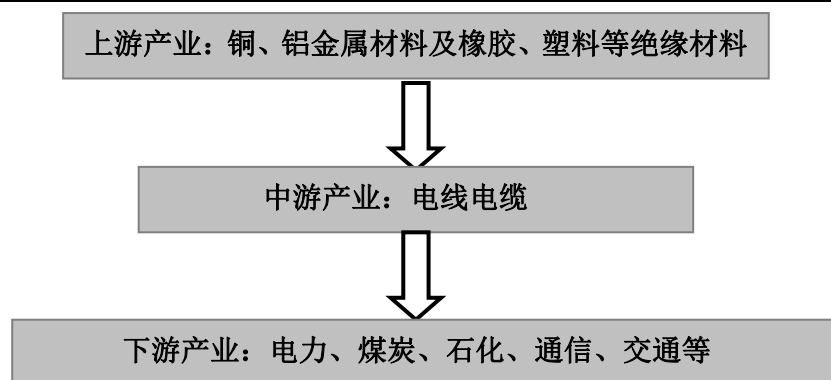 上游产业：铜、铝金属材料及橡胶、塑料等绝缘材料
中游产业：电线电缆
下游产业：电力、煤炭、石化、通信、交通等